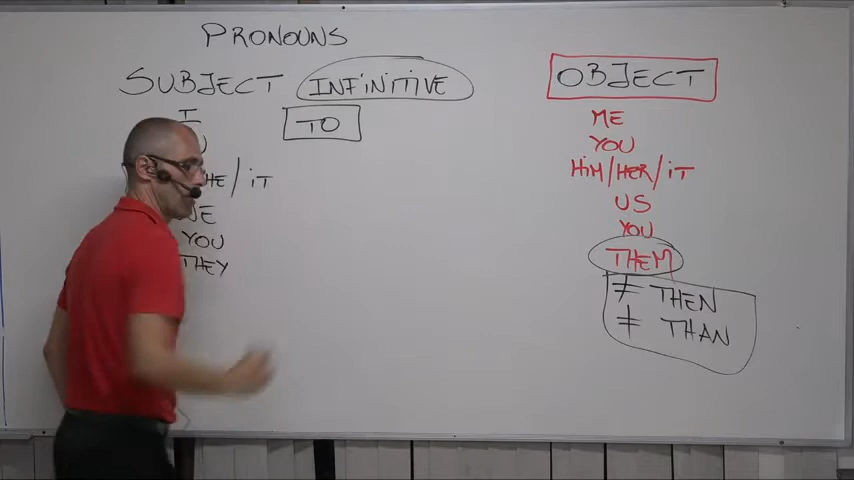 PRONOUNS
SUBJECT INFINITIVE OBJECT
TO
I
YOU
HIM/HER/IT
US
YOU
THEM
≠ THEN
≠ THAN
ME
/ IT
YOU
THEY